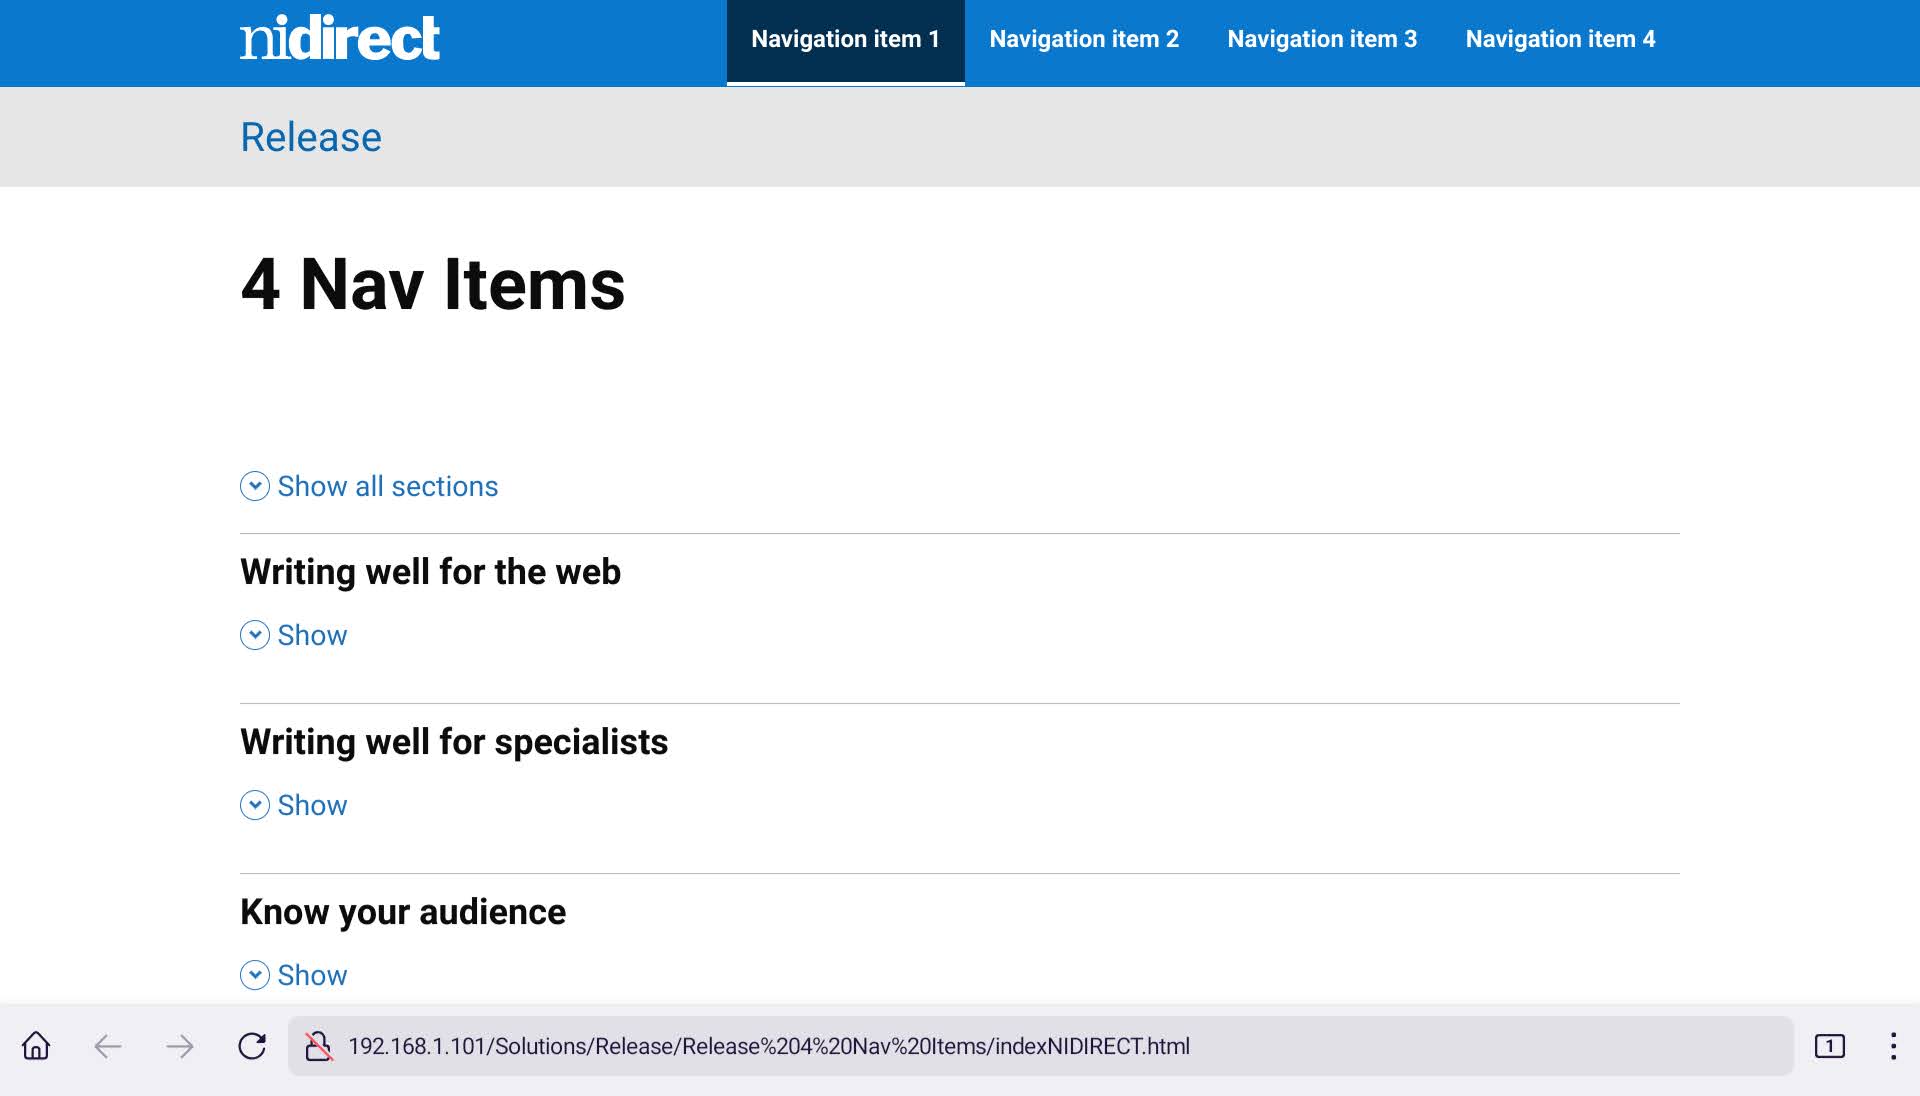 nidirect
Navigation item 1
Navigation item 2
Navigation item 3
Navigation item 4
Release
4 Nav Items
Show all sections
Writing well for the web
Show
Writing well for specialists
Show
Know your audience
Show
192.168.1.101/Solutions/Release/Release%204%20Nav%20Items/indexNIDIRECT.html
1